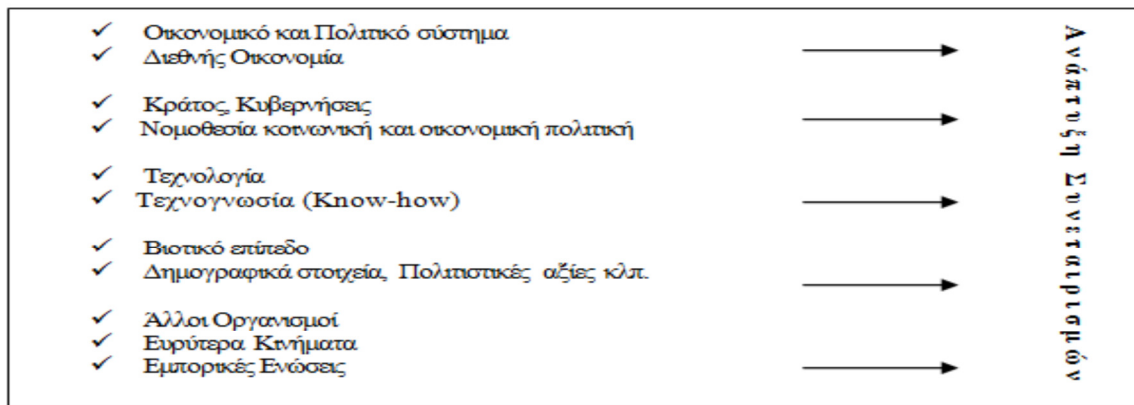 Οικονομικό και Πολιτικό σύστημα
Διεθνής Οικονομία
Κράτος, Κυβερνήσεις
Νομοθεσία κοινωνική και οικονομική πολιτική
Τεχνολογία
Τεχνογνωσία (Know-how)
Βιοτικό επίπεδο
Δημογραφικά στοιχεία, Πολιτιστικές αξίες κλπ.
Άλλοι Οργανισμοί
Ευρύτερα Κινήματα
Εμπορικές Ενώσεις
Ανάπτυξη Συνεταιρισμών